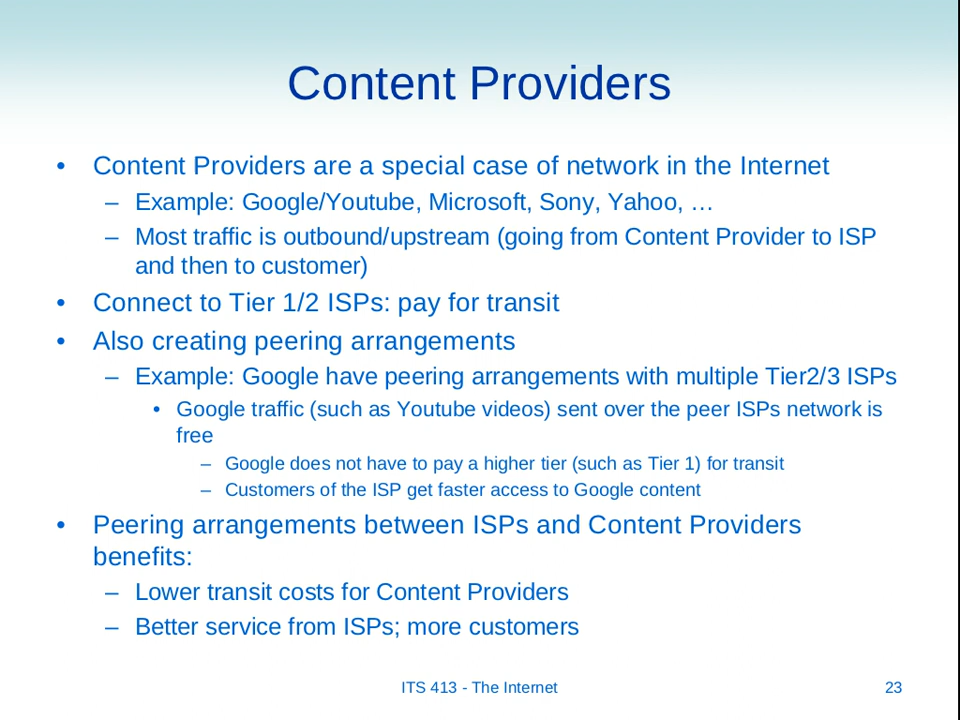 Content Providers
• Content Providers are a special case of network in the Internet
– Example: Google/Youtube, Microsoft, Sony, Yahoo, …
– Most traffic is outbound/upstream (going from Content Provider to ISP
and then to customer)
• Connect to Tier 1/2 ISPs: pay for transit
• Also creating peering arrangements
– Example: Google have peering arrangements with multiple Tier2/3 ISPs
• Google traffic (such as Youtube videos) sent over the peer ISPs network is
free
– Google does not have to pay a higher tier (such as Tier 1) for transit
– Customers of the ISP get faster access to Google content
• Peering arrangements between ISPs and Content Providers
benefits:
– Lower transit costs for Content Providers
– Better service from ISPs; more customers
ITS 413 - The Internet
23